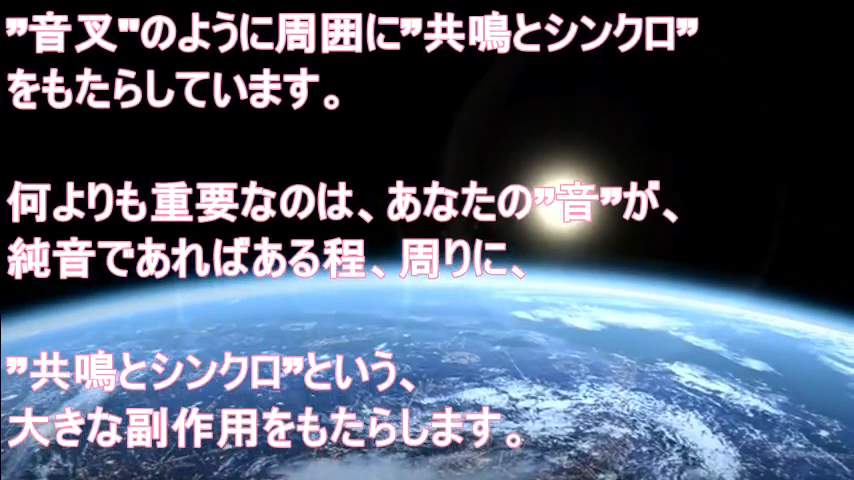 ”音叉"のように周囲に”共鳴とシンクロ”
をもたらしています。
何よりも重要なのは、あなたの”音”が、
純音であればある程、周りに、
”共鳴とシンクロ”という、
大きな副作用をもたらします。